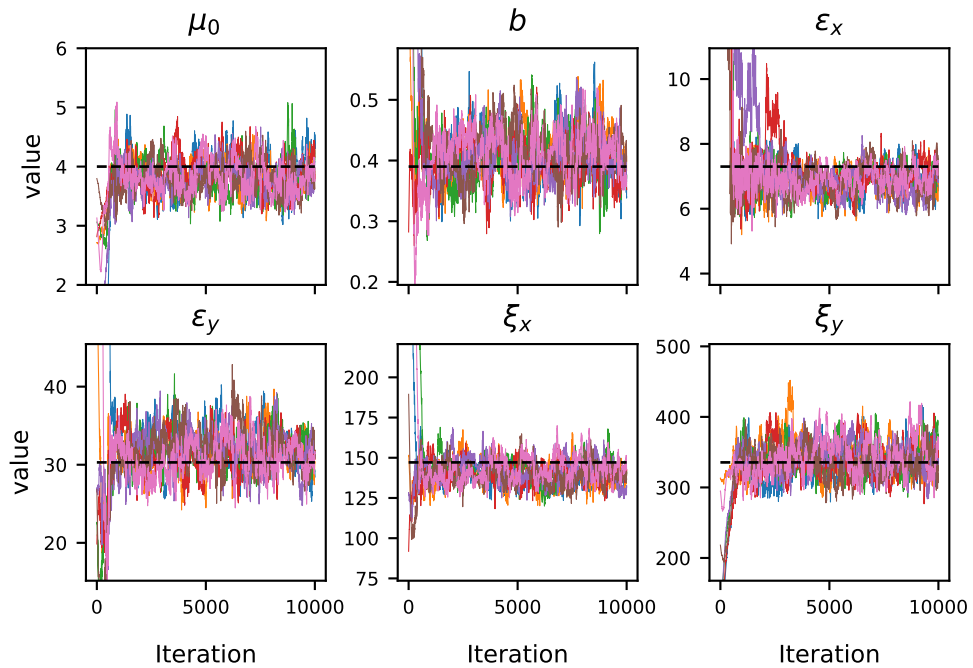 μ₀ b εₓ
value 6 5 4 3 2
0.5 0.4 0.3 0.2
10 8 6 4
ε_y ξₓ ξ_y
value 40 30 20
200 175 150 125 100 75
500 400 300 200
0 5000 10000 0 5000 10000 0 5000 10000
Iteration Iteration Iteration